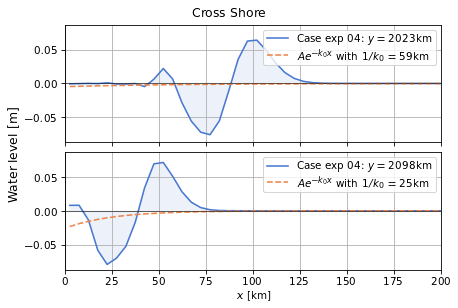 Cross Shore
Water level [m]
0.05
0.00
−0.05
Case exp 04: y = 2023km
Ae^{−k₀x} with 1/k₀ = 59km
0.05
0.00
−0.05
Case exp 04: y = 2098km
Ae^{−k₀x} with 1/k₀ = 25km
0 25 50 75 100 125 150 175 200
x [km]